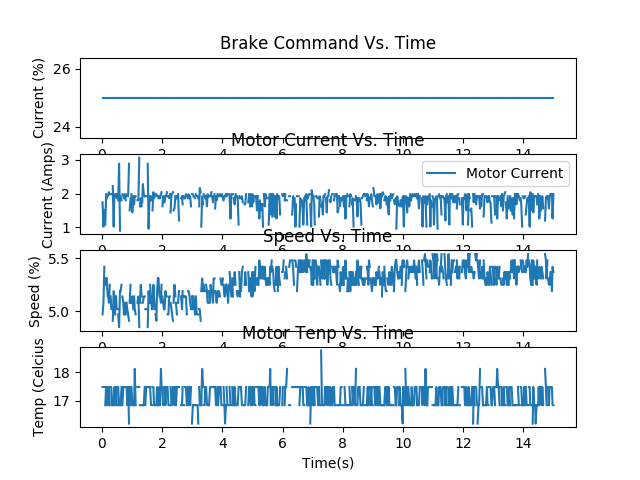 Brake Command Vs. Time
Current (%)
26
24
0 2 4 6 8 10 12 14
Motor Current Vs. Time
Current (Amps)
3
2
1
Motor Current
0 2 4 6 8 10 12 14
Speed Vs. Time
Speed (%)
5.5
5.0
0 2 4 6 8 10 12 14
Motor Tenp Vs. Time
Temp (Celcius
18
17
0 2 4 6 8 10 12 14
Time(s)